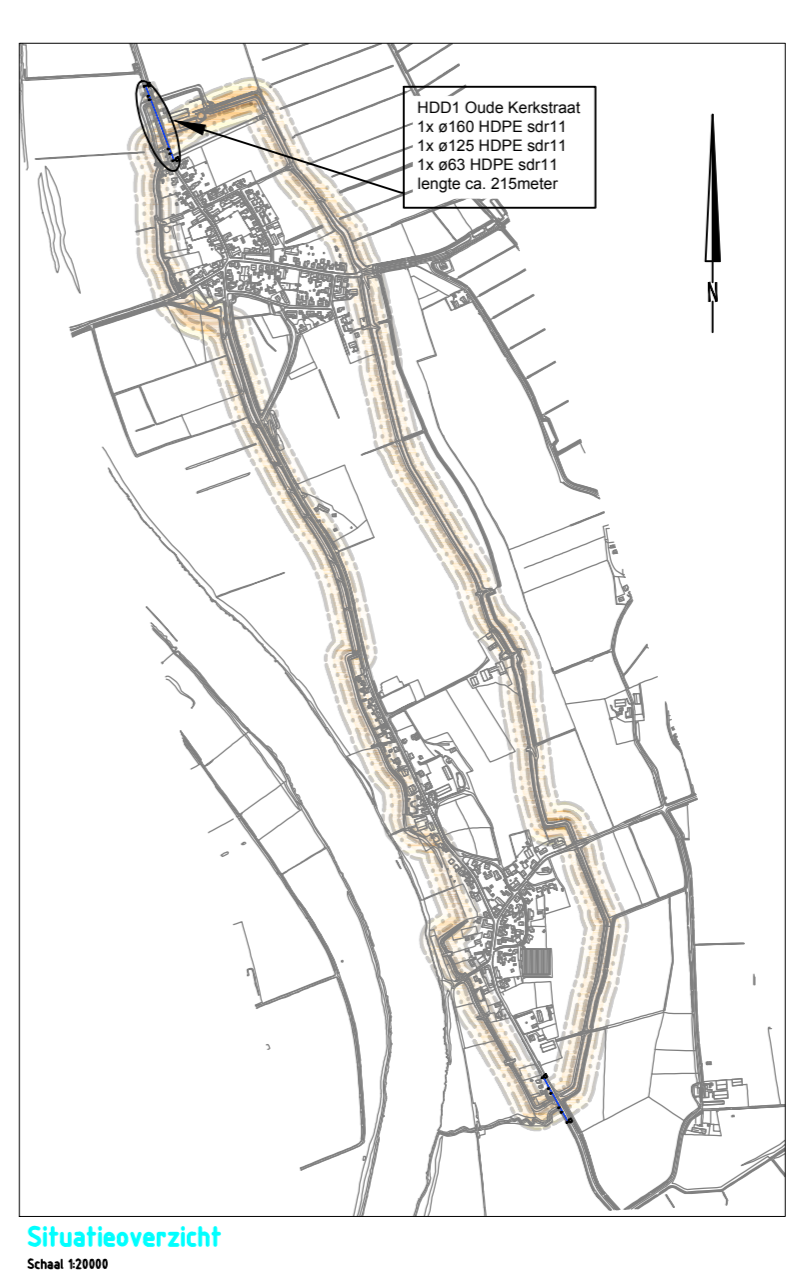 HDD1 Oude Kerkstraat
1x ø160 HDPE sdr11
1x ø125 HDPE sdr11
1x ø63 HDPE sdr11
lengte ca. 215meter
N
Situatieoverzicht
Schaal 1:20000